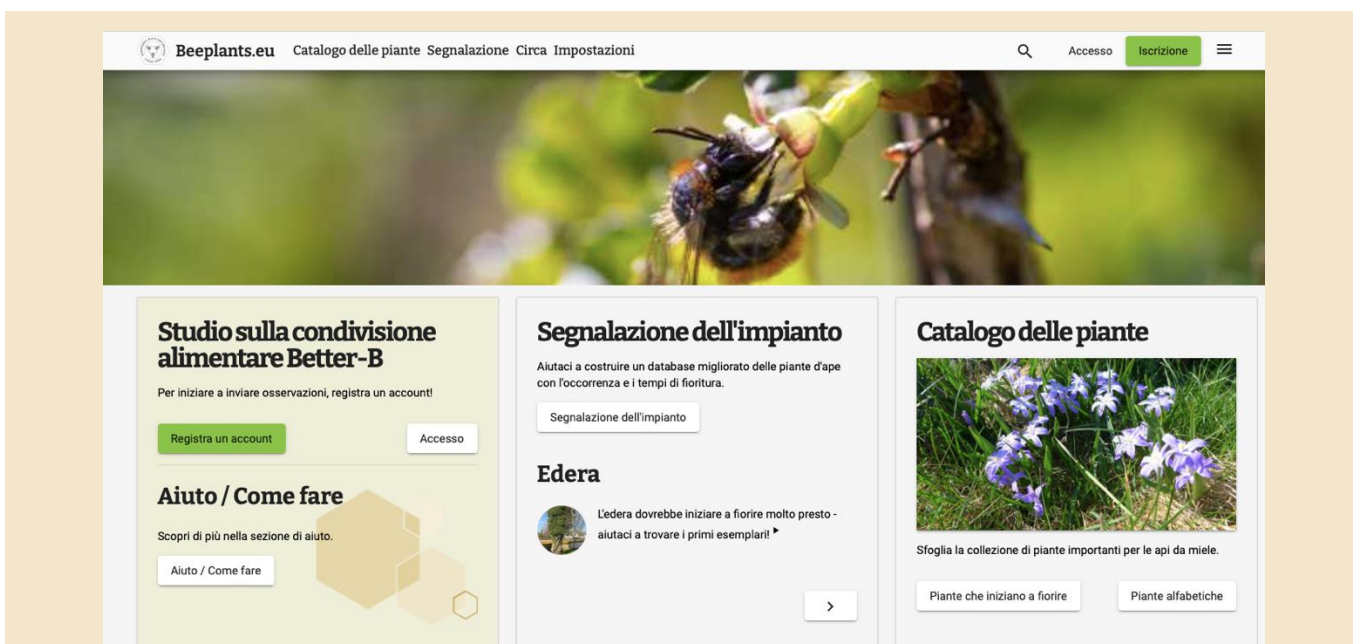 Beeplants.eu Catalogo delle piante Segnalazione Circa Impostazioni Accesso Iscrizione
Studio sulla condivisione
alimentare Better-B
Per iniziare a inviare osservazioni, registra un account!
Registra un account Accesso
Aiuto / Come fare
Scopri di più nella sezione di aiuto.
Aiuto / Come fare
Segnalazione dell'impianto
Aiutaci a costruire un database migliorato delle piante d'ape
con l'occorrenza e i tempi di fioritura.
Segnalazione dell'impianto
Edera
L'edera dovrebbe iniziare a fiorire molto presto -
aiutaci a trovare i primi esemplari!
Catalogo delle piante
Sfoglia la collezione di piante importanti per le api da miele.
Piante che iniziano a fiorire Piante alfabetiche